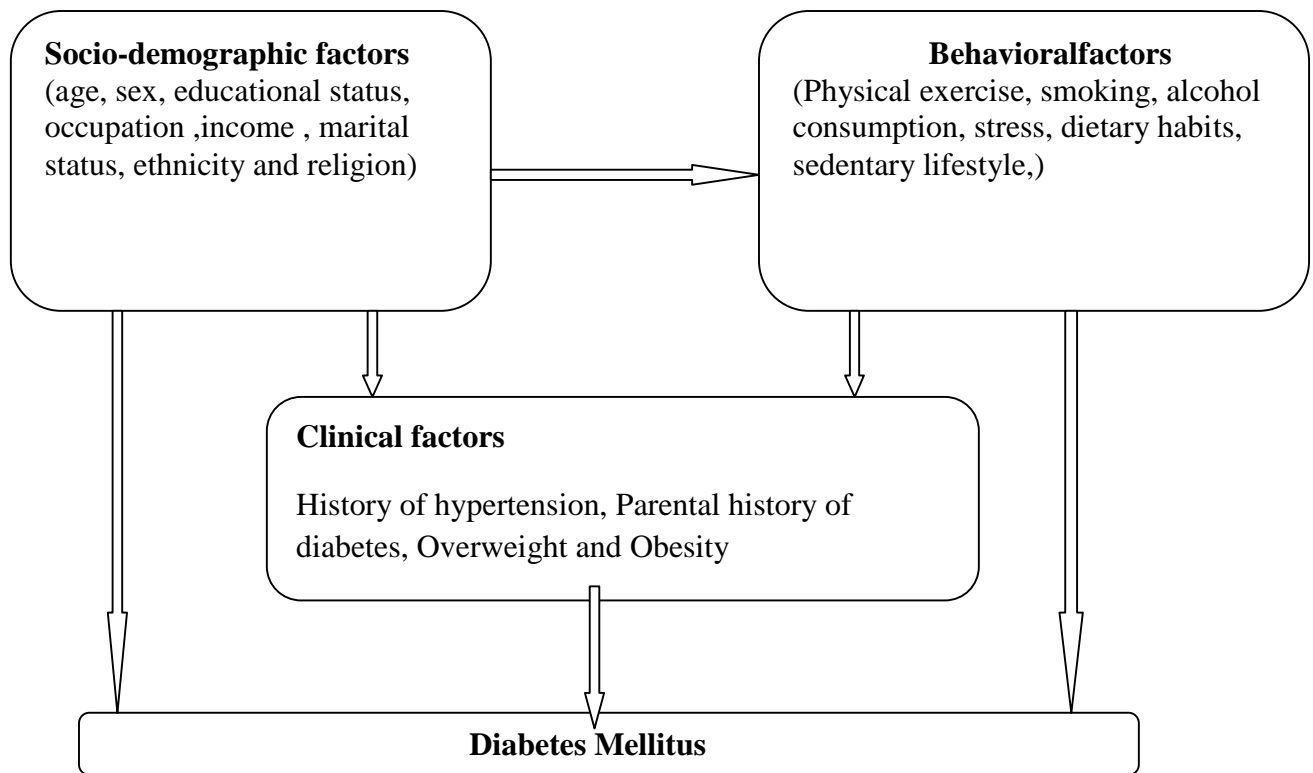 Socio-demographic factors
(age, sex, educational status,
occupation ,income , marital
status, ethnicity and religion)
Behavioralfactors
(Physical exercise, smoking, alcohol
consumption, stress, dietary habits,
sedentary lifestyle,)
Clinical factors
History of hypertension, Parental history of
diabetes, Overweight and Obesity
Diabetes Mellitus